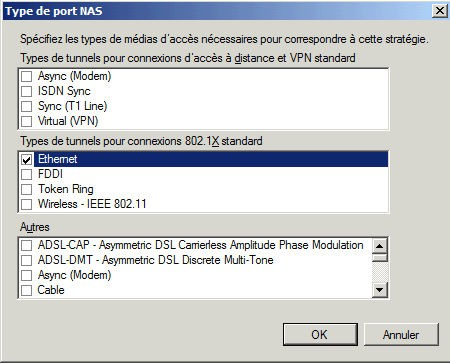 Type de port NAS
Spécifiez les types de médias d'accès nécessaires pour correspondre à cette stratégie.
Types de tunnels pour connexions d'accès à distance et VPN standard
Async (Modem)
ISDN Sync
Sync (T1 Line)
Virtual (VPN)
Types de tunnels pour connexions 802.1X standard
Ethernet
FDDI
Token Ring
Wireless - IEEE 802.11
Autres
ADSL-CAP - Asymmetric DSL Carrierless Amplitude Phase Modulation
ADSL-DMT - Asymmetric DSL Discrete Multi-Tone
Async (Modem)
Cable
OK
Annuler